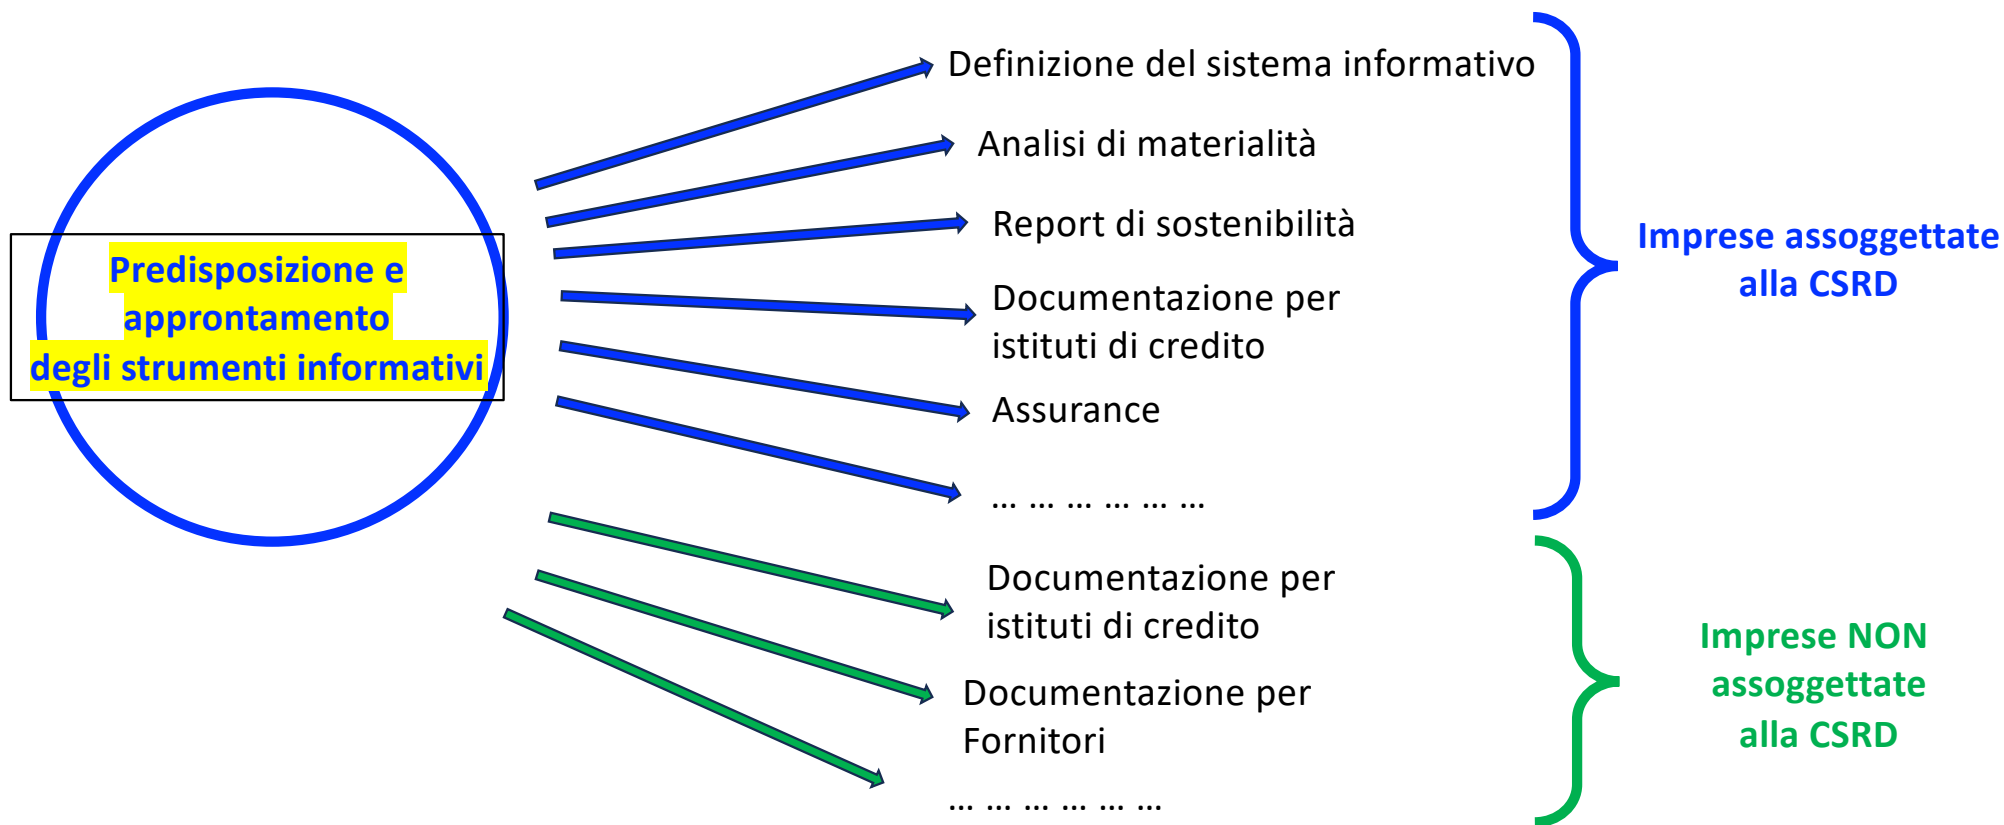 Predisposizione e
approntamento
degli strumenti informativi
Definizione del sistema informativo
Analisi di materialità
Report di sostenibilità
Documentazione per
istituti di credito
Assurance
… … … … … …
Imprese assoggettate
alla CSRD
Documentazione per
istituti di credito
Documentazione per
Fornitori
… … … … … …
Imprese NON
assoggettate
alla CSRD